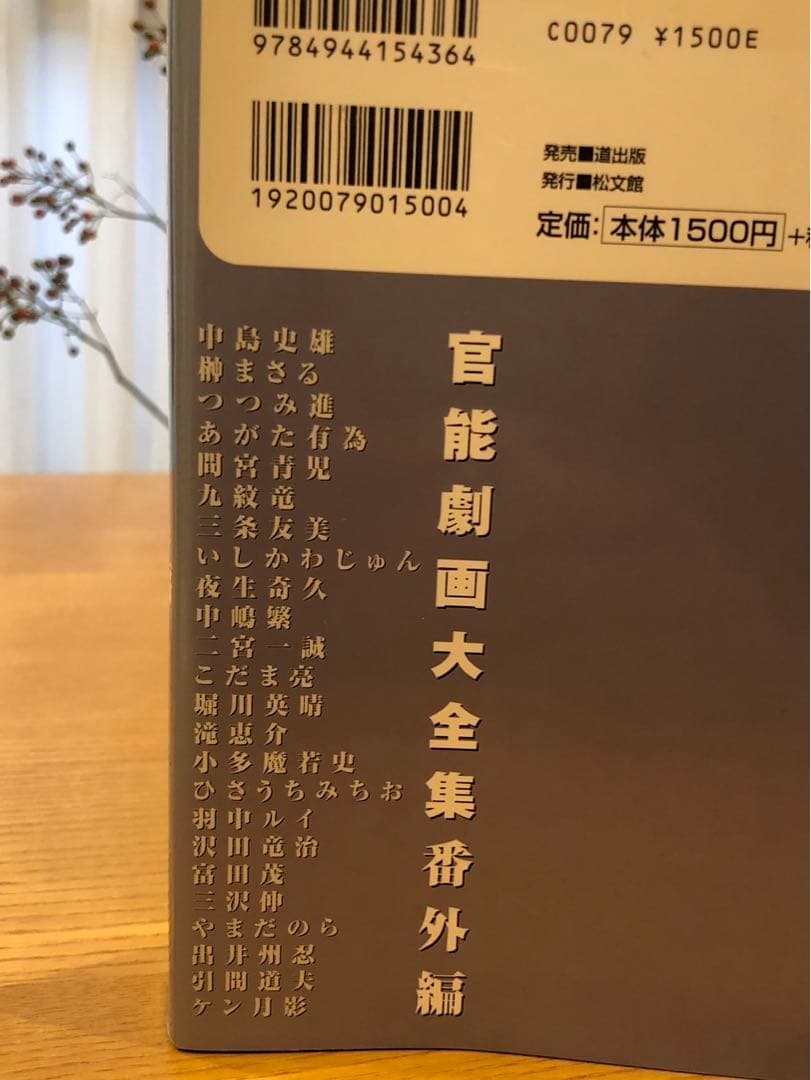 9784944154364
C0079 ¥1500E
1920079015004
発売■道出版
発行■松文館
定価：本体1500円+
官能劇画大全集番外編
中島史雄
榊まさる
つつみ進
あがた有為
間宮青児
九紋竜
三条友美
いしかわじゅん
夜生奇久
中嶋繁
二宮一誠
こだま亮
堀川英晴
滝恵介
小多魔若史
ひさうちみちお
羽中ルイ
沢田竜治
富田茂
三沢伸
やまだのら
出井州忍
引間道夫
ケン月影